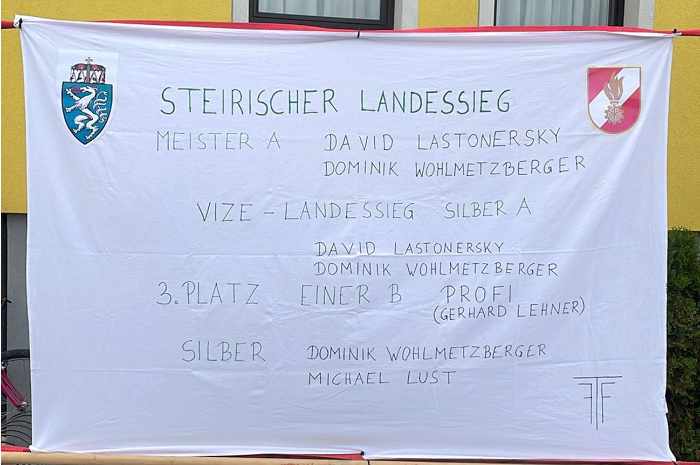 STEIRISCHER LANDESSIEG
MEISTER A DAVID LASTONERSKY
DOMINIK WOHLMETZBERGER
VIZE - LANDESSIEG SILBER A
DAVID LASTONERSKY
DOMINIK WOHLMETZBERGER
3. PLATZ EINER B PROFI
(GERHARD LEHNER)
SILBER DOMINIK WOHLMETZBERGER
MICHAEL LUST
FTF